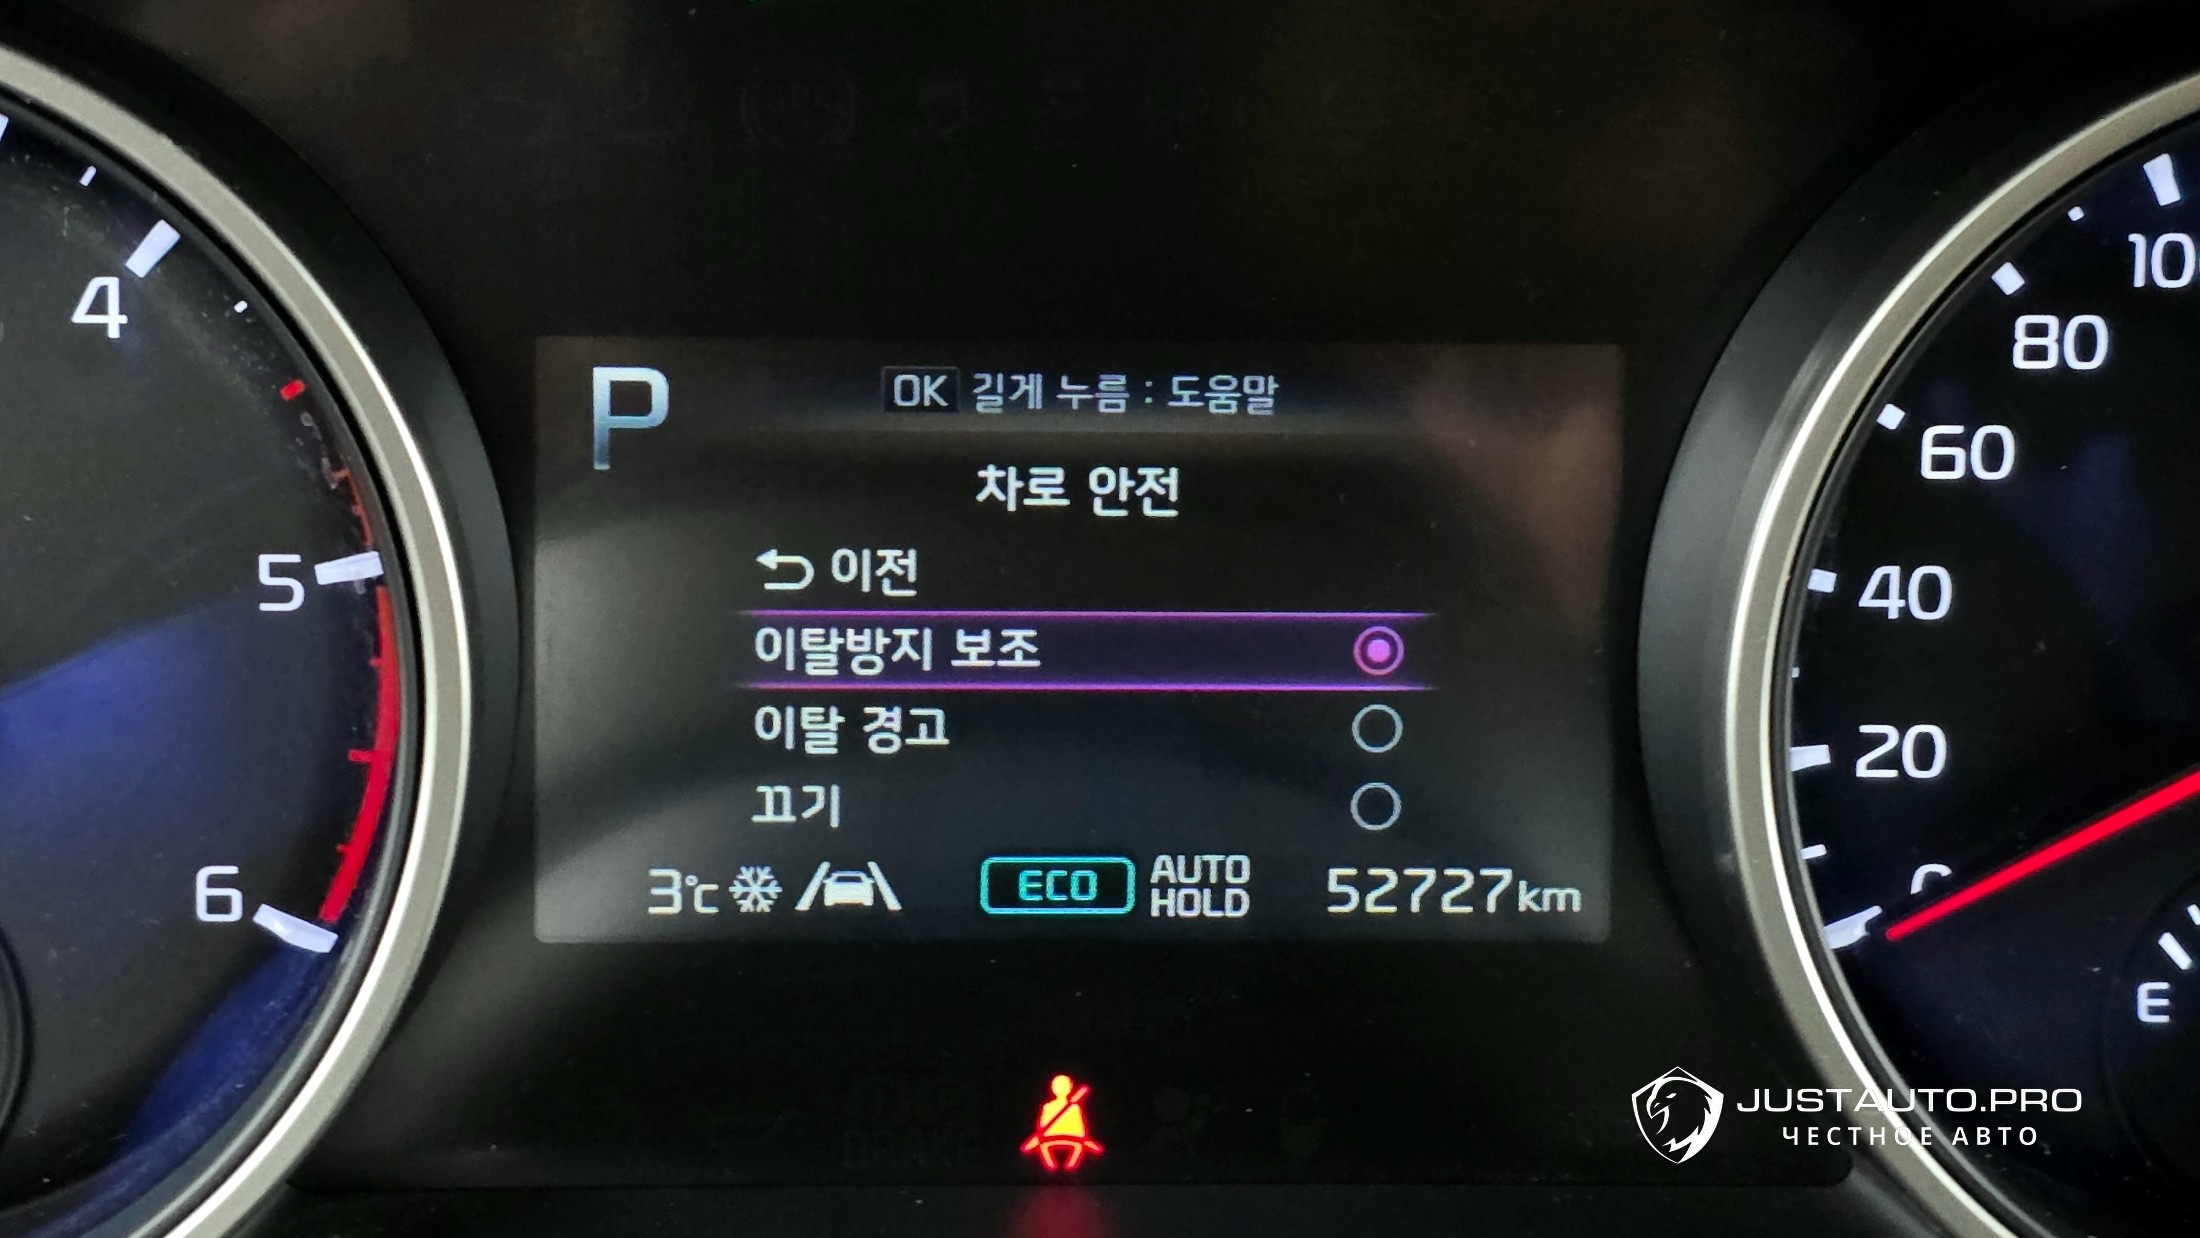 P
OK 길게 누름 : 도움말
차로 안전
이전
이탈방지 보조
이탈 경고
끄기
3℃
ECO
AUTO
HOLD
52727km
4
5
6
80
60
40
20
E
JUSTAUTO.PRO
ЧЕСТНОЕ АВТО